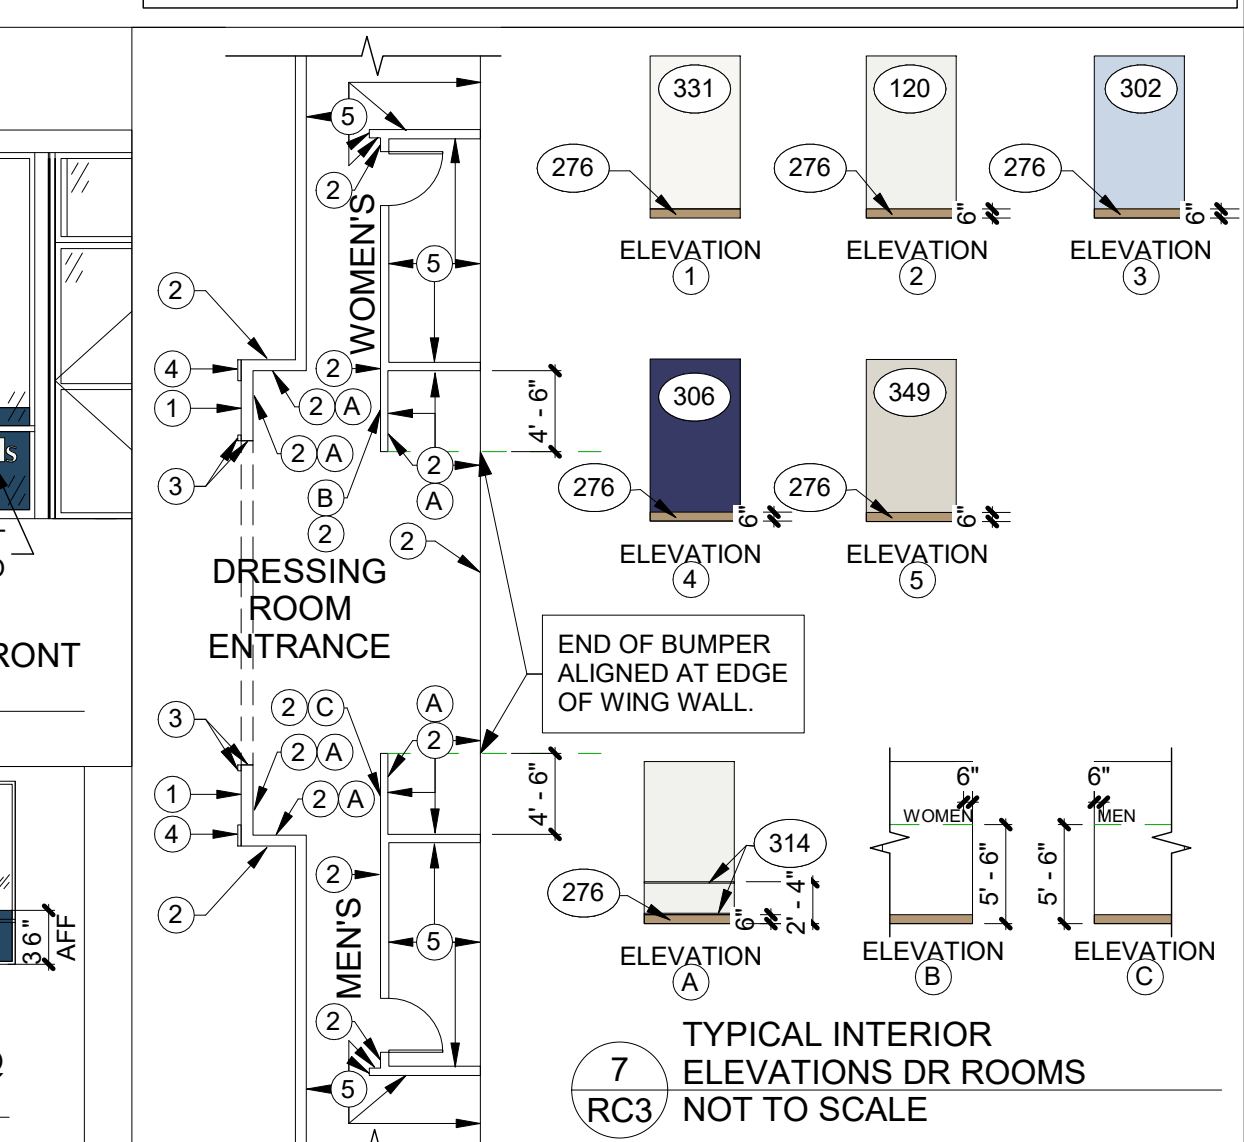 331
120
302
276
276
276
6"
6"
ELEVATION
1
ELEVATION
2
ELEVATION
3
306
349
276
276
6"
6"
ELEVATION
4
ELEVATION
5
5
2
WOMEN'S
5
2
4
1
3
2
2 A
2 A
B
2
2
A
2
4' - 6"
DRESSING
ROOM
ENTRANCE
END OF BUMPER
ALIGNED AT EDGE
OF WING WALL.
3
1
4
2
2 C
2 A
2 A
A
2
4' - 6"
2
MEN'S
5
2
5
314
276
6"
2' - 4"
ELEVATION
A
6"
WOMEN
5' - 6"
ELEVATION
B
6"
MEN
5' - 6"
ELEVATION
C
7
RC3
TYPICAL INTERIOR
ELEVATIONS DR ROOMS
NOT TO SCALE
RONT
36"
AFF